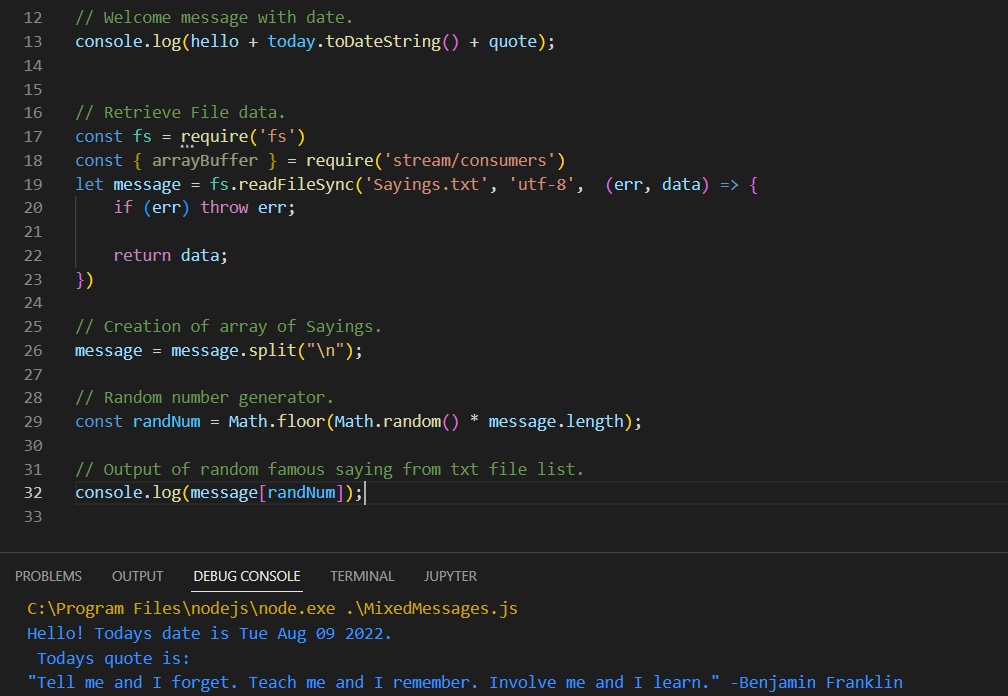 12 // Welcome message with date.
13 console.log(hello + today.toDateString() + quote);
14
15
16 // Retrieve File data.
17 const fs = require('fs')
18 const { arrayBuffer } = require('stream/consumers')
19 let message = fs.readFileSync('Sayings.txt', 'utf-8',  (err, data) => {
20     if (err) throw err;
21
22     return data;
23 })
24
25 // Creation of array of Sayings.
26 message = message.split("\n");
27
28 // Random number generator.
29 const randNum = Math.floor(Math.random() * message.length);
30
31 // Output of random famous saying from txt file list.
32 console.log(message[randNum]);
33
PROBLEMS OUTPUT DEBUG CONSOLE TERMINAL JUPYTER
C:\Program Files\nodejs\node.exe .\MixedMessages.js
Hello! Todays date is Tue Aug 09 2022.
 Todays quote is:
"Tell me and I forget. Teach me and I remember. Involve me and I learn." -Benjamin Franklin